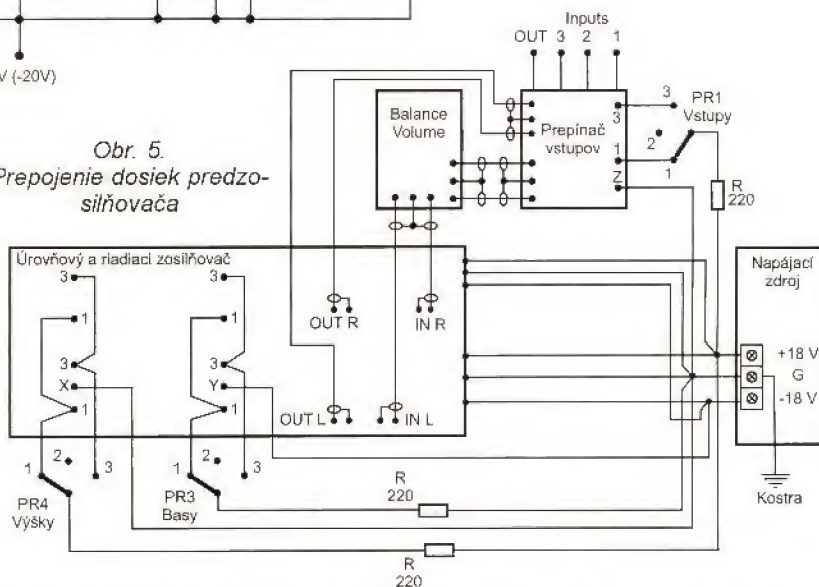 Inputs
OUT 3 2 1
V (-20V)
Balance
Volume
Prepínač
vstupov
3
1
Z
3
2
1
PR1
Vstupy
R
220
Obr. 5.
Prepojenie dosiek predzo-
silňovača
Úrovňový a riadiaci zosilňovač
3
1
3
X
1
3
1
3
Y
1
OUT R
IN R
OUT L
IN L
Napájací
zdroj
+18 V
G
-18 V
Kostra
1
2
3
PR4
Výšky
1
2
3
PR3
Basy
R
220
R
220